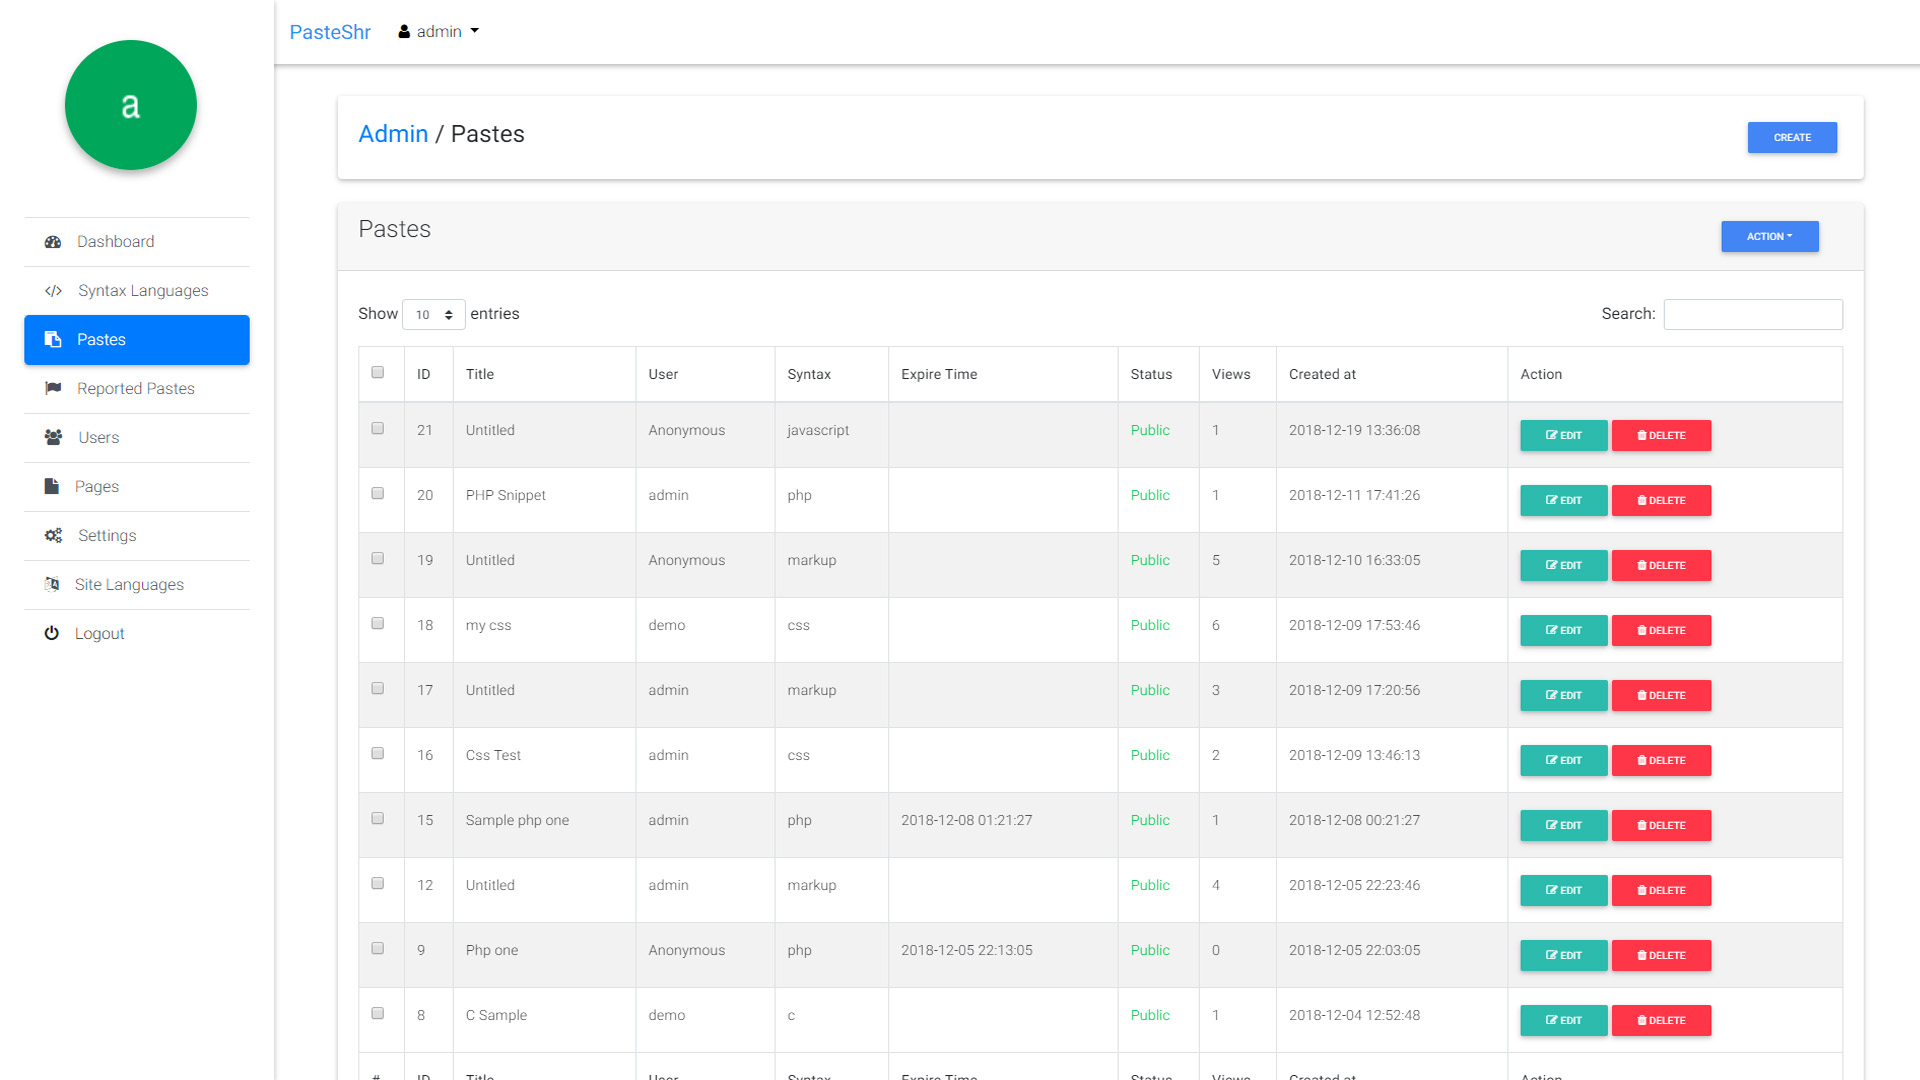 PasteShr admin
a
Admin / Pastes
CREATE
Dashboard
Syntax Languages
Pastes
Reported Pastes
Users
Pages
Settings
Site Languages
Logout
Pastes
ACTION
Show 10 entries
Search:
ID Title User Syntax Expire Time Status Views Created at Action
21 Untitled Anonymous javascript Public 1 2018-12-19 13:36:08 EDIT DELETE
20 PHP Snippet admin php Public 1 2018-12-11 17:41:26 EDIT DELETE
19 Untitled Anonymous markup Public 5 2018-12-10 16:33:05 EDIT DELETE
18 my css demo css Public 6 2018-12-09 17:53:46 EDIT DELETE
17 Untitled admin markup Public 3 2018-12-09 17:20:56 EDIT DELETE
16 Css Test admin css Public 2 2018-12-09 13:46:13 EDIT DELETE
15 Sample php one admin php 2018-12-08 01:21:27 Public 1 2018-12-08 00:21:27 EDIT DELETE
12 Untitled admin markup Public 4 2018-12-05 22:23:46 EDIT DELETE
9 Php one Anonymous php 2018-12-05 22:13:05 Public 0 2018-12-05 22:03:05 EDIT DELETE
8 C Sample demo c Public 1 2018-12-04 12:52:48 EDIT DELETE
# ID Title User Syntax Expire Time Status Views Created at Action